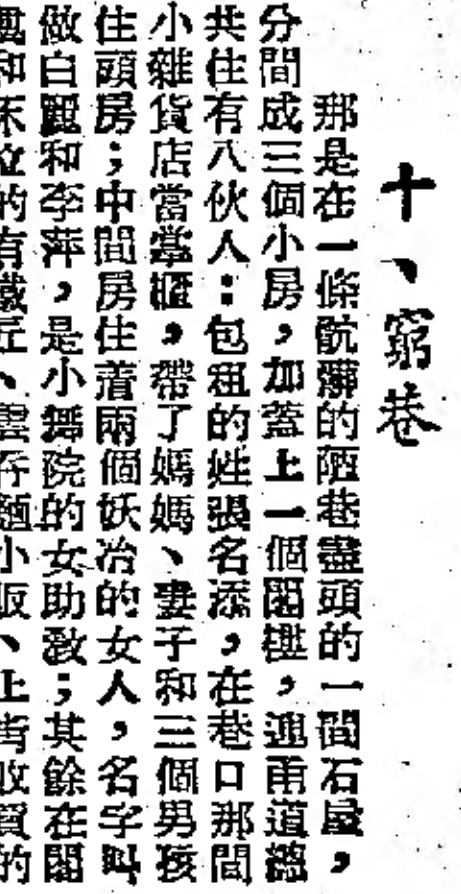 十、窮巷
那是在一條骯髒的陋巷盡頭的一間石屋，
分間成三個小房，加蓋上一個閣樓，連甬道總
共住有八伙人：包租的姓張名添，在巷口那間
小雜貨店當掌櫃，帶了媽媽、妻子和三個男孩
住頭房；中間房住着兩個妖冶的女人，名字叫
做白麗和李萍，是小舞院的女助教；其餘在閣
和床位的有鐵匠、雲吞麵小販、上街收買的